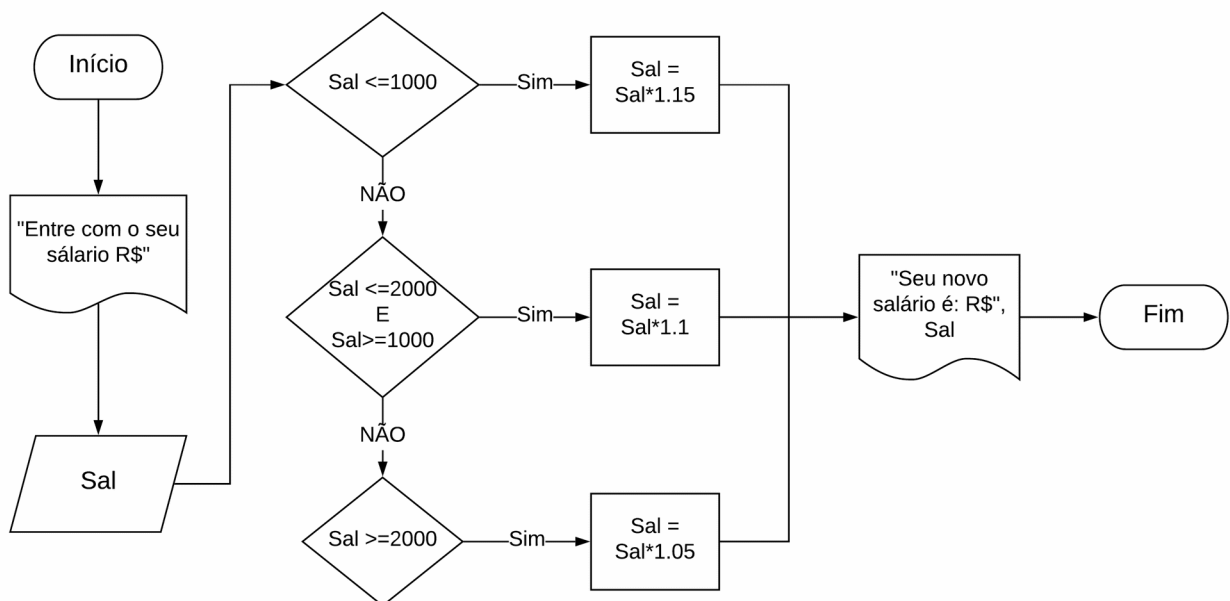 Início
"Entre com o seu
sálario R$"
Sal
Sal <=1000
Sim
Sal =
Sal*1.15
NÃO
Sal <=2000
E
Sal>=1000
Sim
Sal =
Sal*1.1
NÃO
Sal >=2000
Sim
Sal =
Sal*1.05
"Seu novo
salário é: R$",
Sal
Fim